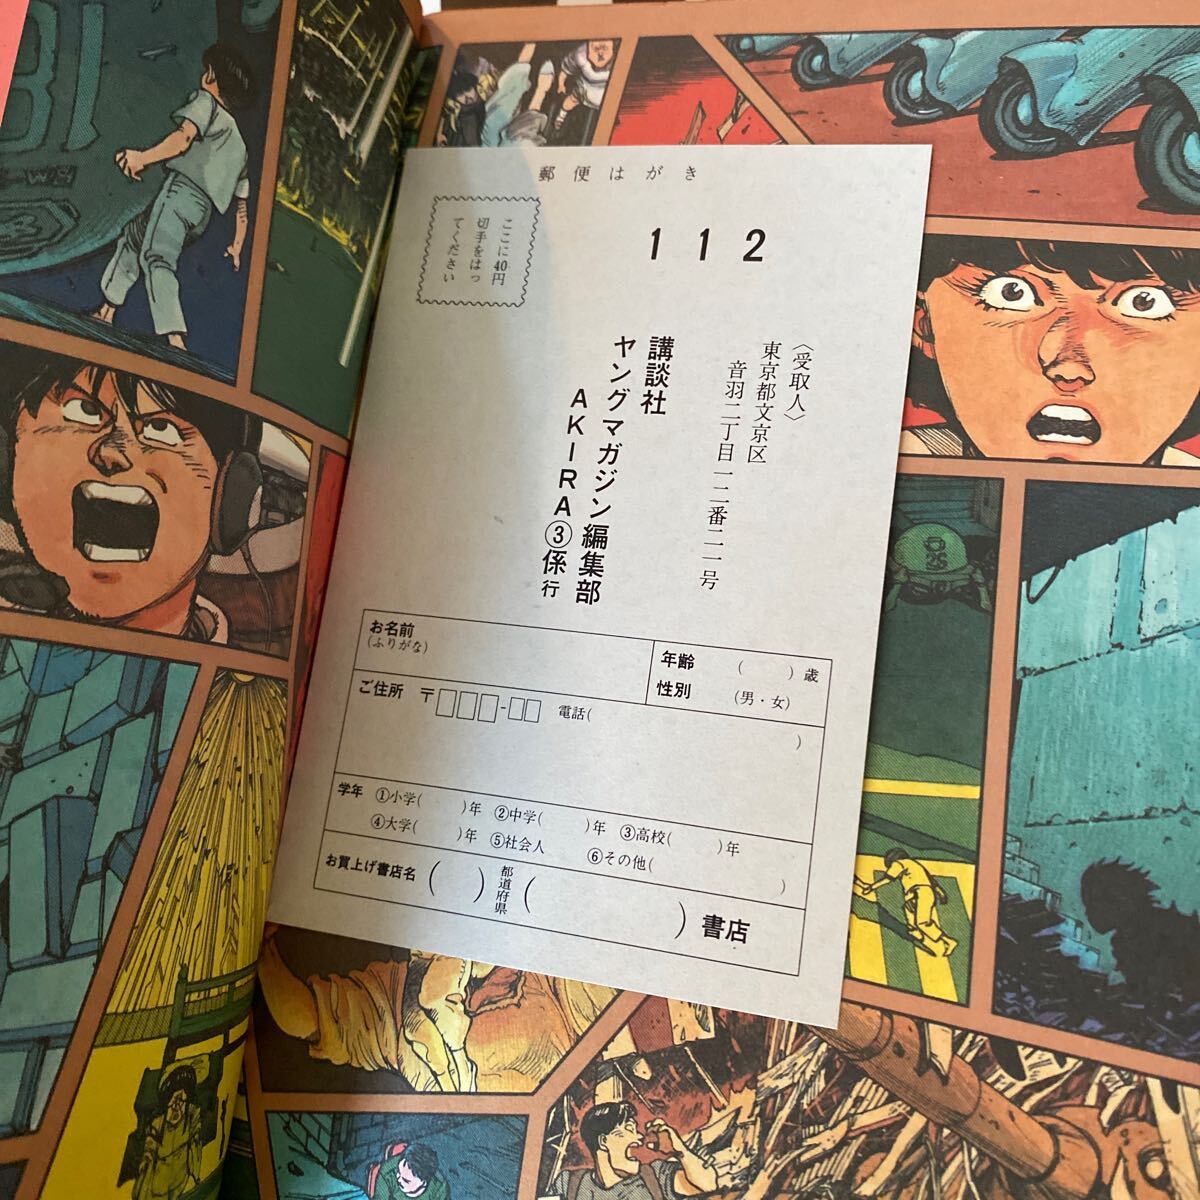 郵便はがき
ここに40円
切手をはっ
てください
112
〈受取人〉
東京都文京区
音羽二丁目一二番二一号
講談社
ヤングマガジン編集部
AKIRA③係行
お名前
(ふりがな)
年齢 ( )歳
性別 (男・女)
ご住所 〒□□□-□□ 電話( )
学年 ①小学( )年 ②中学( )年 ③高校( )年
④大学( )年 ⑤社会人 ⑥その他( )
お買上げ書店名 ( )都道府県( )書店